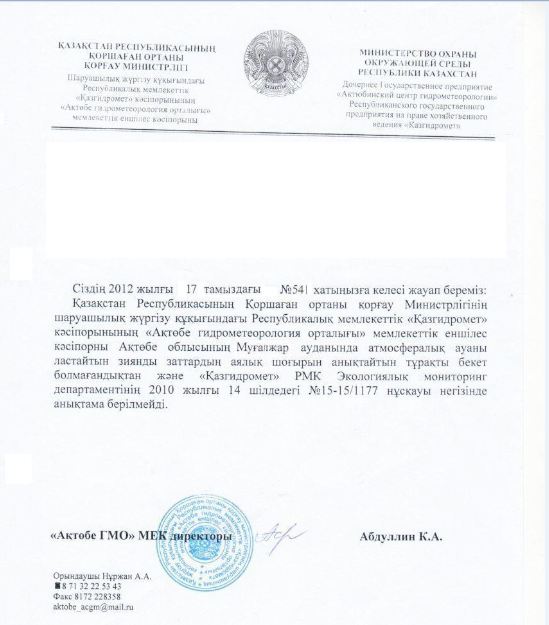 ҚАЗАҚСТАН РЕСПУБЛИКАСЫНЫҢ
ҚОРШАҒАН ОРТАНЫ
ҚОРҒАУ МИНИСТРЛІГІ
Шаруашылық жүргізу құқығындағы
Республикалық мемлекеттік
«Қазгидромет» кәсіпорынының
«Ақтөбе гидрометеорология орталығы»
мемлекеттік еншілес кәсіпорны
МИНИСТЕРСТВО ОХРАНЫ
ОКРУЖАЮЩЕЙ СРЕДЫ
РЕСПУБЛИКИ КАЗАХСТАН
Дочернее Государственное предприятие
«Актюбинский центр гидрометеорологии»
Республиканского государственного
предприятия на праве хозяйственного
ведения «Казгидромет»
Сіздің 2012 жылғы 17 тамыздағы №541 хатыңызға келесі жауап береміз:
Қазақстан Республикасының Қоршаған ортаны қорғау Министрлігінің
шаруашылық жүргізу құқығындағы Республикалық мемлекеттік «Қазгидромет»
кәсіпорынының «Ақтөбе гидрометеорология орталығы» мемлекеттік еншілес
кәсіпорны Ақтөбе облысының Мұғалжар ауданында атмосфералық ауаны
ластайтын зиянды заттардың аялық шоғырын анықтайтын тұрақты бекет
болмағандықтан және «Қазгидромет» РМК Экологиялық мониторинг
департаментінің 2010 жылғы 14 шілдедегі №15-15/1177 нұсқауы негізінде
анықтама берілмейді.
«Ақтөбе ГМО» МЕК директоры Абдуллин К.А.
Орындаушы Нұржан А.А.
8 71 32 22 53 43
Факс 8172 228358
aktobe_acgm@mail.ru